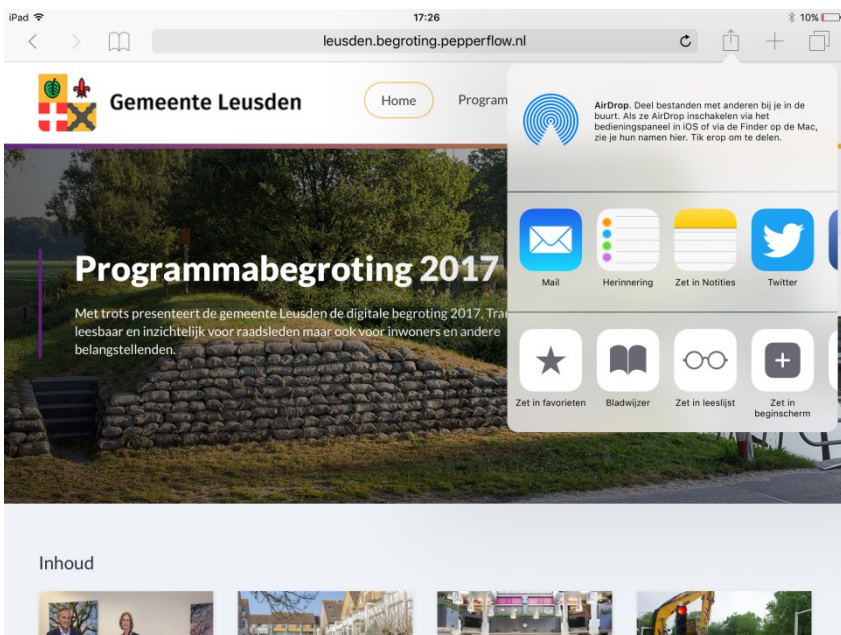 iPad 17:26 10%
leusden.begroting.pepperflow.nl
Gemeente Leusden
Home
Program
AirDrop. Deel bestanden met anderen bij je in de
buurt. Als ze AirDrop inschakelen via het
bedieningspaneel in iOS of via de Finder op de Mac,
zie je hun namen hier. Tik erop om te delen.
Mail
Herinnering
Zet in Notities
Twitter
Programmabegroting 2017
Met trots presenteert de gemeente Leusden de digitale begroting 2017. Tra
leesbaar en inzichtelijk voor raadsleden maar ook voor inwoners en andere
belangstellenden.
Zet in favorieten
Bladwijzer
Zet in leeslijst
Zet in
beginscherm
Inhoud